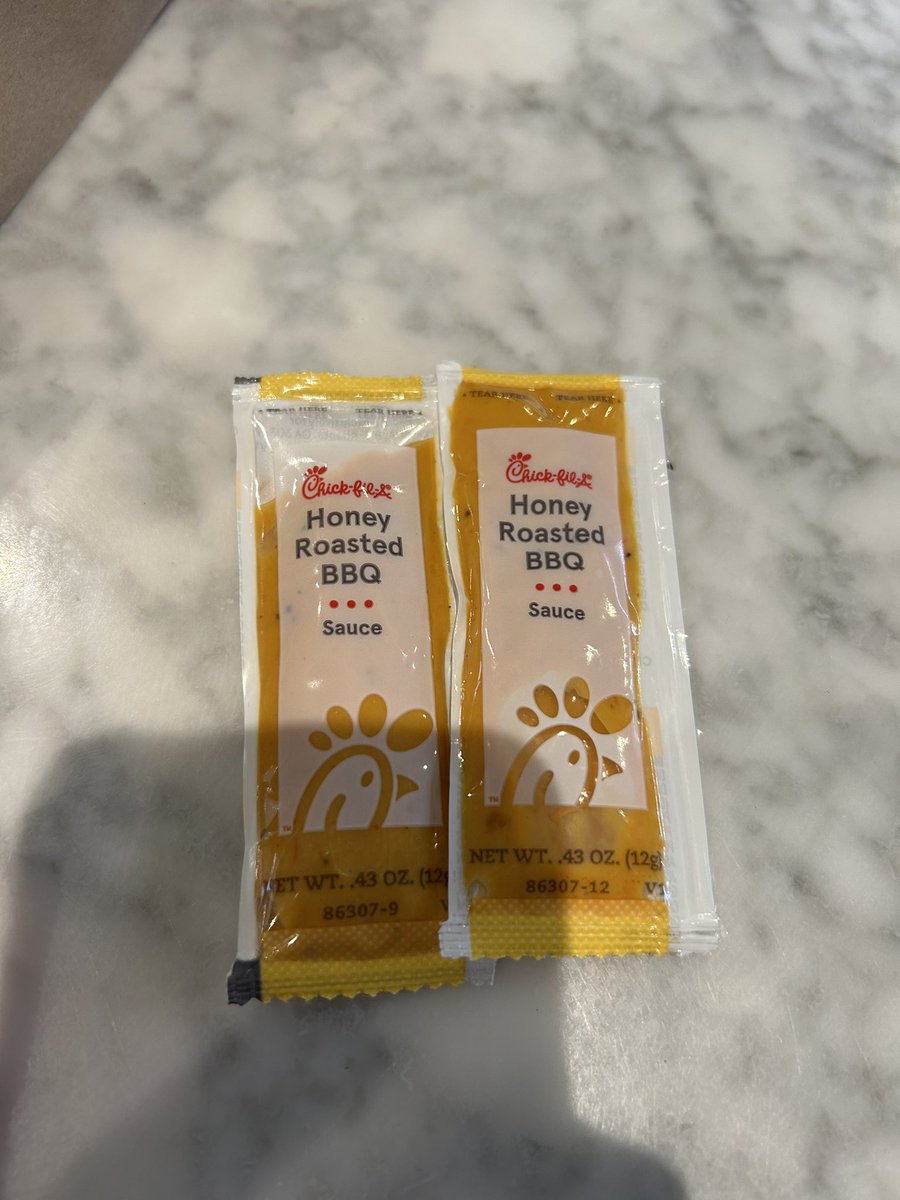 TEAR HERE TEAR HERE
Chick-fil-A®
Honey
Roasted
BBQ
Sauce
TM
NET WT. .43 OZ. (12g
86307-9
TEAR HERE TEAR HERE
Chick-fil-A®
Honey
Roasted
BBQ
Sauce
TM
NET WT. .43 OZ. (12g)
86307-12 V1